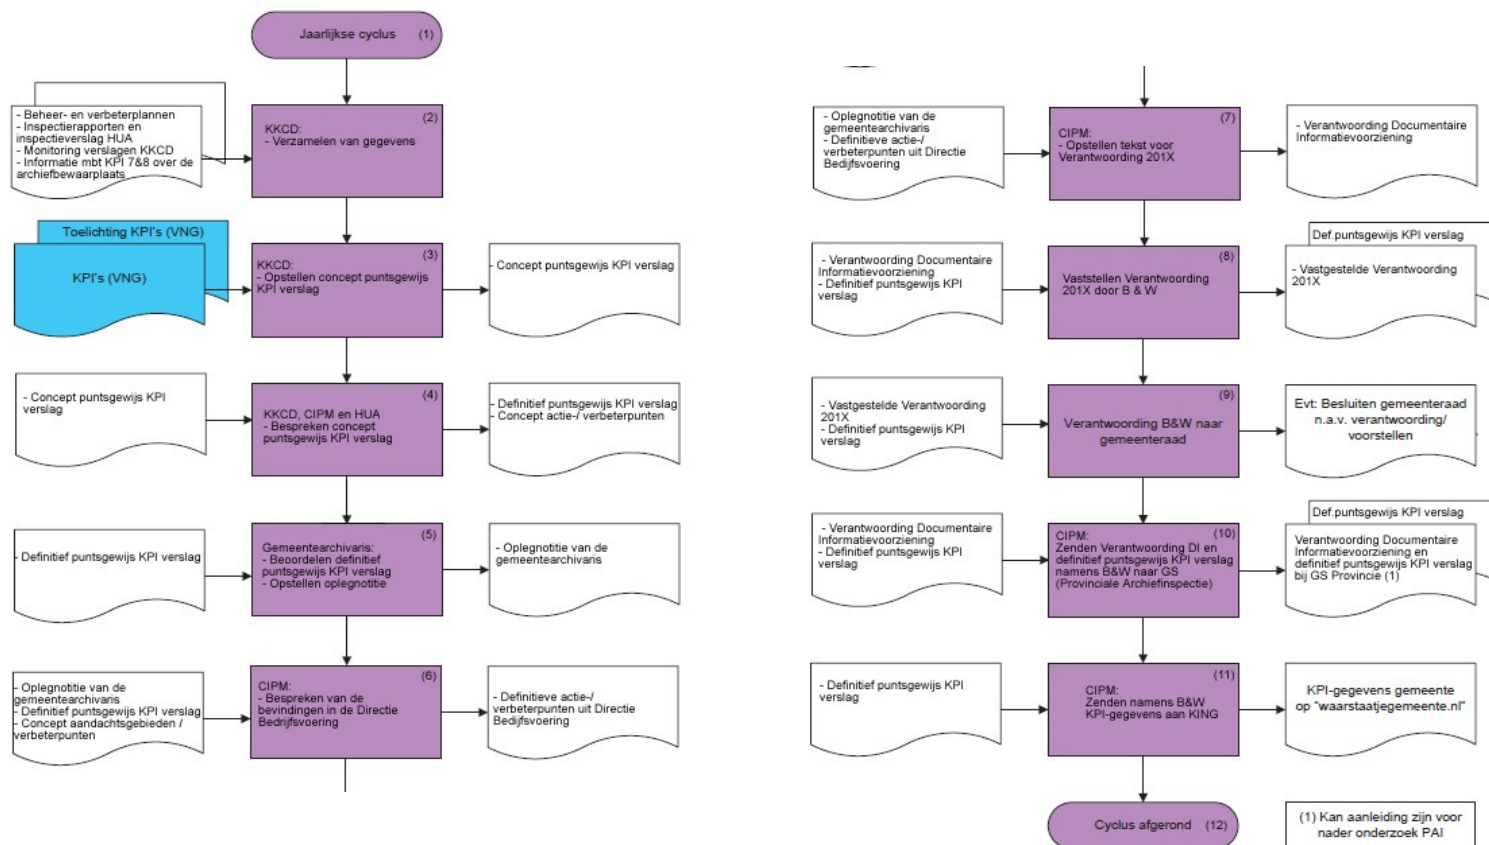 Jaarlijkse cyclus (1)
- Beheer- en verbeterplannen
- Inspectierapporten en
inspectieverslag HUA
- Monitoring verslagen KKCD
- Informatie mbt KPI 7&8 over de
archiefbewaarplaats
(2)
KKCD:
- Verzamelen van gegevens
Toelichting KPI's (VNG)
KPI's (VNG)
(3)
KKCD:
- Opstellen concept puntsgewijs
KPI verslag
- Concept puntsgewijs KPI verslag
- Concept puntsgewijs KPI
verslag
(4)
KKCD, CIPM en HUA
- Bespreken concept
puntsgewijs KPI verslag
- Definitief puntsgewijs KPI verslag
- Concept actie-/ verbeterpunten
- Definitief puntsgewijs KPI verslag
(5)
Gemeentearchivaris:
- Beoordelen definitief
puntsgewijs KPI verslag
- Opstellen oplegnotitie
- Oplegnotitie van de
gemeentearchivaris
- Oplegnotitie van de
gemeentearchivaris
- Definitief puntsgewijs KPI verslag
- Concept aandachtsgebieden /
verbeterpunten
(6)
CIPM:
- Bespreken van de
bevindingen in de Directie
Bedrijfsvoering
- Definitieve actie-/
verbeterpunten uit Directie
Bedijfsvoering
- Oplegnotitie van de
gemeentearchivaris
- Definitieve actie-/
verbeterpunten uit Directie
Bedijfsvoering
(7)
CIPM:
- Opstellen tekst voor
Verantwoording 201X
- Verantwoording Documentaire
Informatievoorziening
- Verantwoording Documentaire
Informatievoorziening
- Definitief puntsgewijs KPI
verslag
(8)
Vaststellen Verantwoording
201X door B & W
Def.puntsgewijs KPI verslag
- Vastgestelde Verantwoording
201X
- Vastgestelde Verantwoording
201X
- Definitief puntsgewijs KPI
verslag
(9)
Verantwoording B&W naar
gemeenteraad
Evt: Besluiten gemeenteraad
n.a.v. verantwoording/
voorstellen
- Verantwoording Documentaire
Informatievoorziening
- Definitief puntsgewijs KPI
verslag
(10)
CIPM:
Zenden Verantwoording DI en
definitief puntsgewijs KPI verslag
namens B&W naar GS
(Provinciale Archiefinspectie)
Def.puntsgewijs KPI verslag
Verantwoording Documentaire
Informatievoorziening en
definitief puntsgewijs KPI verslag
bij GS Provincie (1)
- Definitief puntsgewijs KPI
verslag
(11)
CIPM:
Zenden namens B&W
KPI-gegevens aan KING
KPI-gegevens gemeente
op "waarstaatjegemeente.nl"
Cyclus afgerond (12)
(1) Kan aanleiding zijn voor
nader onderzoek PAI